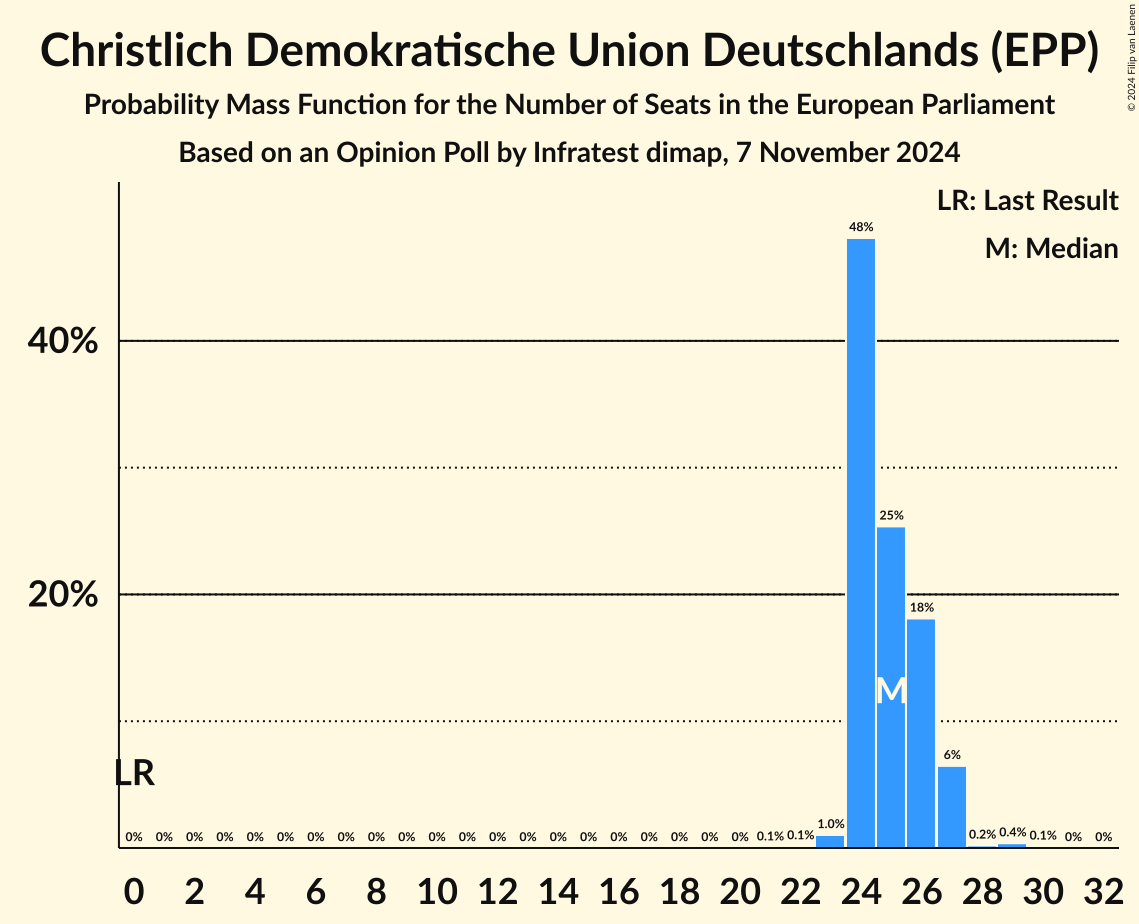 Christlich Demokratische Union Deutschlands (EPP)
Probability Mass Function for the Number of Seats in the European Parliament
Based on an Opinion Poll by Infratest dimap, 7 November 2024
© 2024 Filip van Laenen
LR: Last Result
M: Median
48%
40%
25%
20%
18%
M
6%
LR
0% 0% 0% 0% 0% 0% 0% 0% 0% 0% 0% 0% 0% 0% 0% 0% 0% 0% 0% 0% 0% 0.1% 0.1% 1.0% 0.2% 0.4% 0.1% 0% 0%
0 2 4 6 8 10 12 14 16 18 20 22 24 26 28 30 32